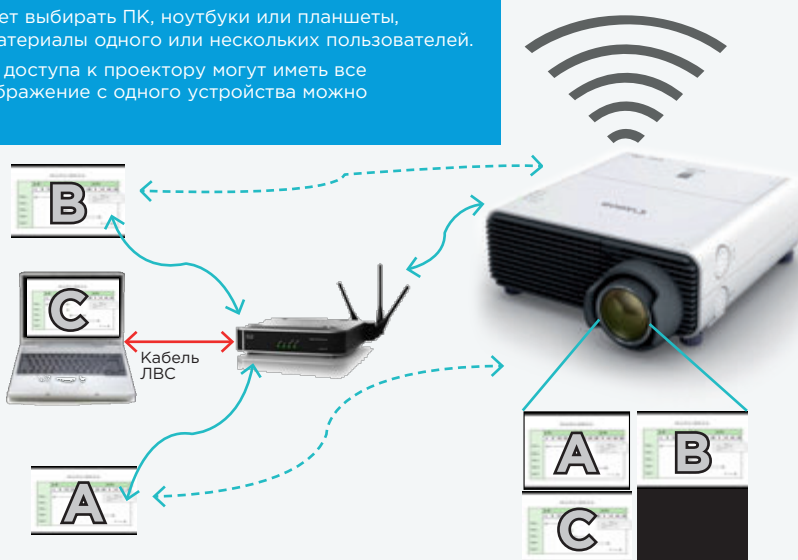 ет выбирать ПК, ноутбуки или планшеты,
атериалы одного или нескольких пользователей.
доступа к проектору могут иметь все
бражение с одного устройства можно
B
C
Кабель
ЛВС
A
A
B
C